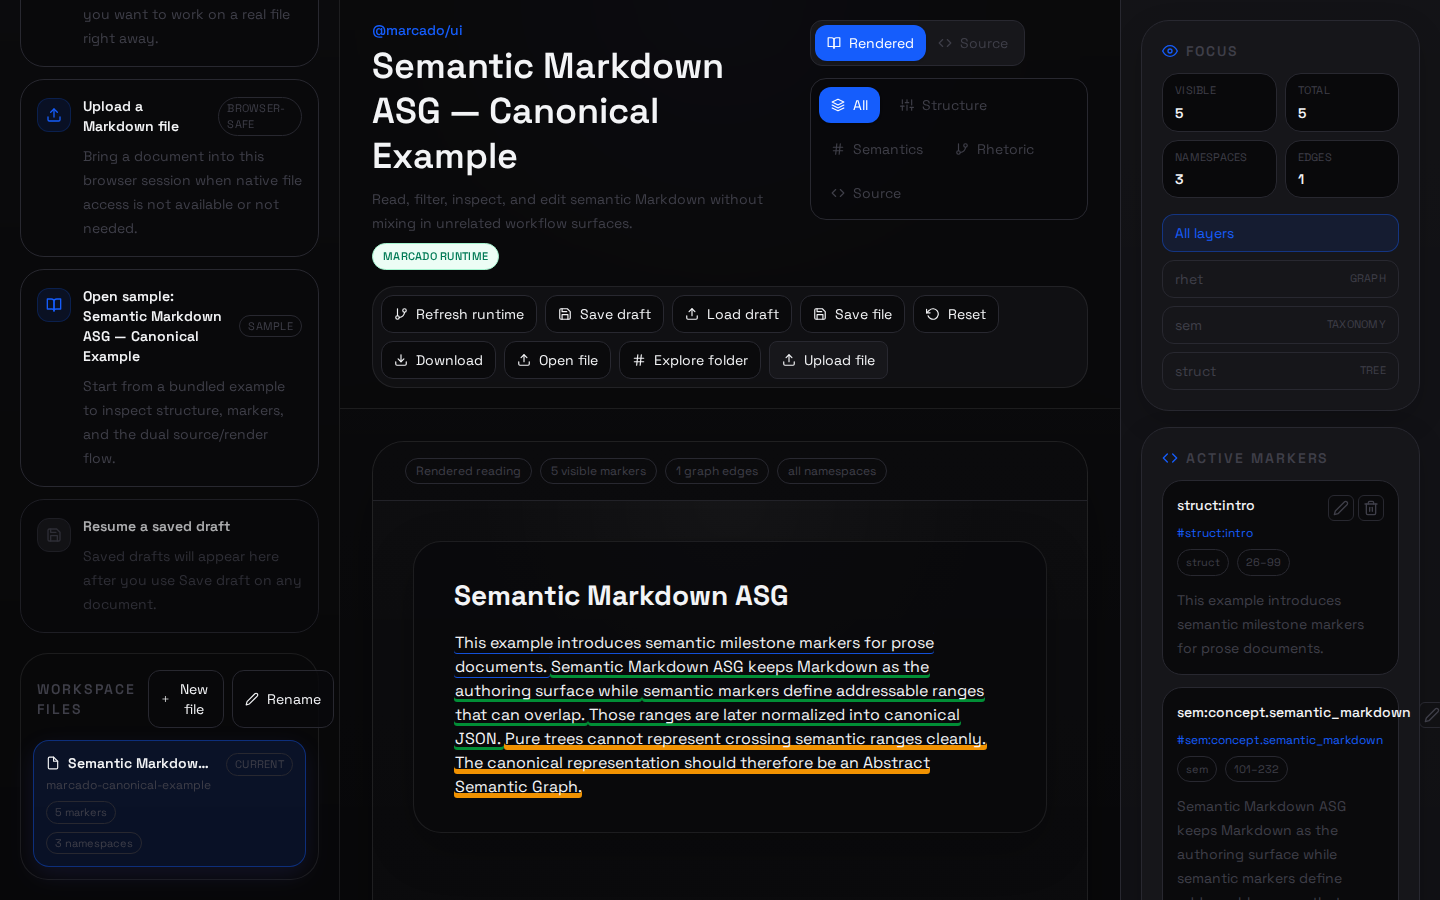 you want to work on a real file
right away.
Upload a
Markdown file
BROWSER-
SAFE
Bring a document into this
browser session when native file
access is not available or not
needed.
Open sample:
Semantic Markdown
ASG — Canonical
Example
SAMPLE
Start from a bundled example
to inspect structure, markers,
and the dual source/render
flow.
Resume a saved draft
Saved drafts will appear here
after you use Save draft on any
document.
WORKSPACE
FILES
New
file
Rename
Semantic Markdow...
CURRENT
marcado-canonical-example
5 markers
3 namespaces
@marcado/ui
Semantic Markdown
ASG — Canonical
Example
Read, filter, inspect, and edit semantic Markdown without
mixing in unrelated workflow surfaces.
MARCADO RUNTIME
Rendered
Source
All
Structure
Semantics
Rhetoric
Source
Refresh runtime
Save draft
Load draft
Save file
Reset
Download
Open file
Explore folder
Upload file
Rendered reading
5 visible markers
1 graph edges
all namespaces
Semantic Markdown ASG
This example introduces semantic milestone markers for prose
documents. Semantic Markdown ASG keeps Markdown as the
authoring surface while semantic markers define addressable ranges
that can overlap. Those ranges are later normalized into canonical
JSON. Pure trees cannot represent crossing semantic ranges cleanly.
The canonical representation should therefore be an Abstract
Semantic Graph.
FOCUS
VISIBLE
5
TOTAL
5
NAMESPACES
3
EDGES
1
All layers
rhet
GRAPH
sem
TAXONOMY
struct
TREE
ACTIVE MARKERS
struct:intro
#struct:intro
struct
26–99
This example introduces
semantic milestone markers
for prose documents.
sem:concept.semantic_markdown
#sem:concept.semantic_markdown
sem
101–232
Semantic Markdown ASG
keeps Markdown as the
authoring surface while
semantic markers define